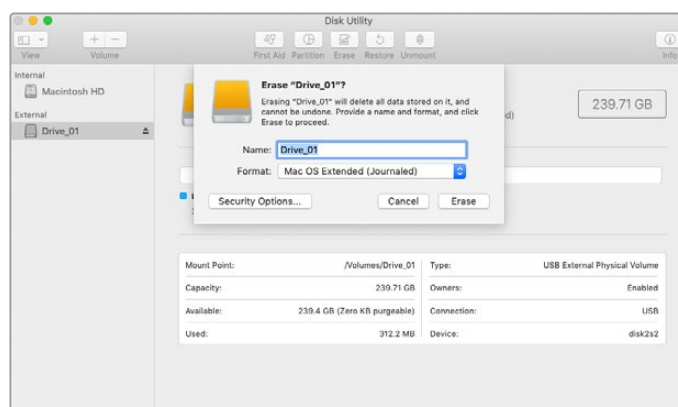 Disk Utility
View
Volume
First Aid
Partition
Erase
Restore
Unmount
Info
Internal
Macintosh HD
External
Drive_01
Erase "Drive_01"?
Erasing "Drive_01" will delete all data stored on it, and
cannot be undone. Provide a name and format, and click
Erase to proceed.
Name: Drive_01
Format: Mac OS Extended (Journaled)
Security Options...
Cancel
Erase
239.71 GB
Mount Point: /Volumes/Drive_01
Type: USB External Physical Volume
Capacity: 239.71 GB
Owners: Enabled
Available: 239.4 GB (Zero KB purgeable)
Connection: USB
Used: 312.2 MB
Device: disk2s2